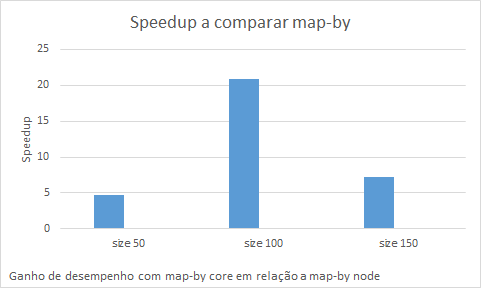 Speedup a comparar map-by
25
20
15
10
5
0
Speedup
size 50 size 100 size 150
Ganho de desempenho com map-by core em relação a map-by node